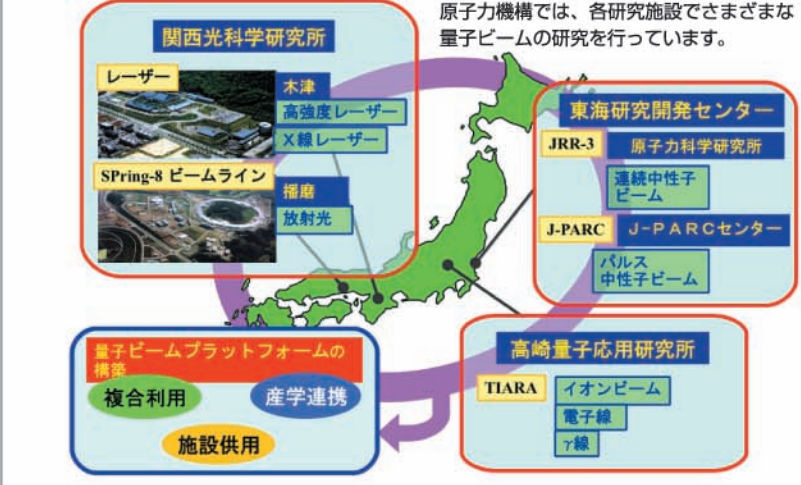 原子力機構では、各研究施設でさまざまな
量子ビームの研究を行っています。
関西光科学研究所
レーザー
木津
高強度レーザー
X線レーザー
SPring-8 ビームライン
播磨
放射光
東海研究開発センター
JRR-3
原子力科学研究所
連続中性子
ビーム
J-PARC
J-PARCセンター
パルス
中性子ビーム
量子ビームプラットフォームの
構築
複合利用
産学連携
施設供用
高崎量子応用研究所
TIARA
イオンビーム
電子線
γ線